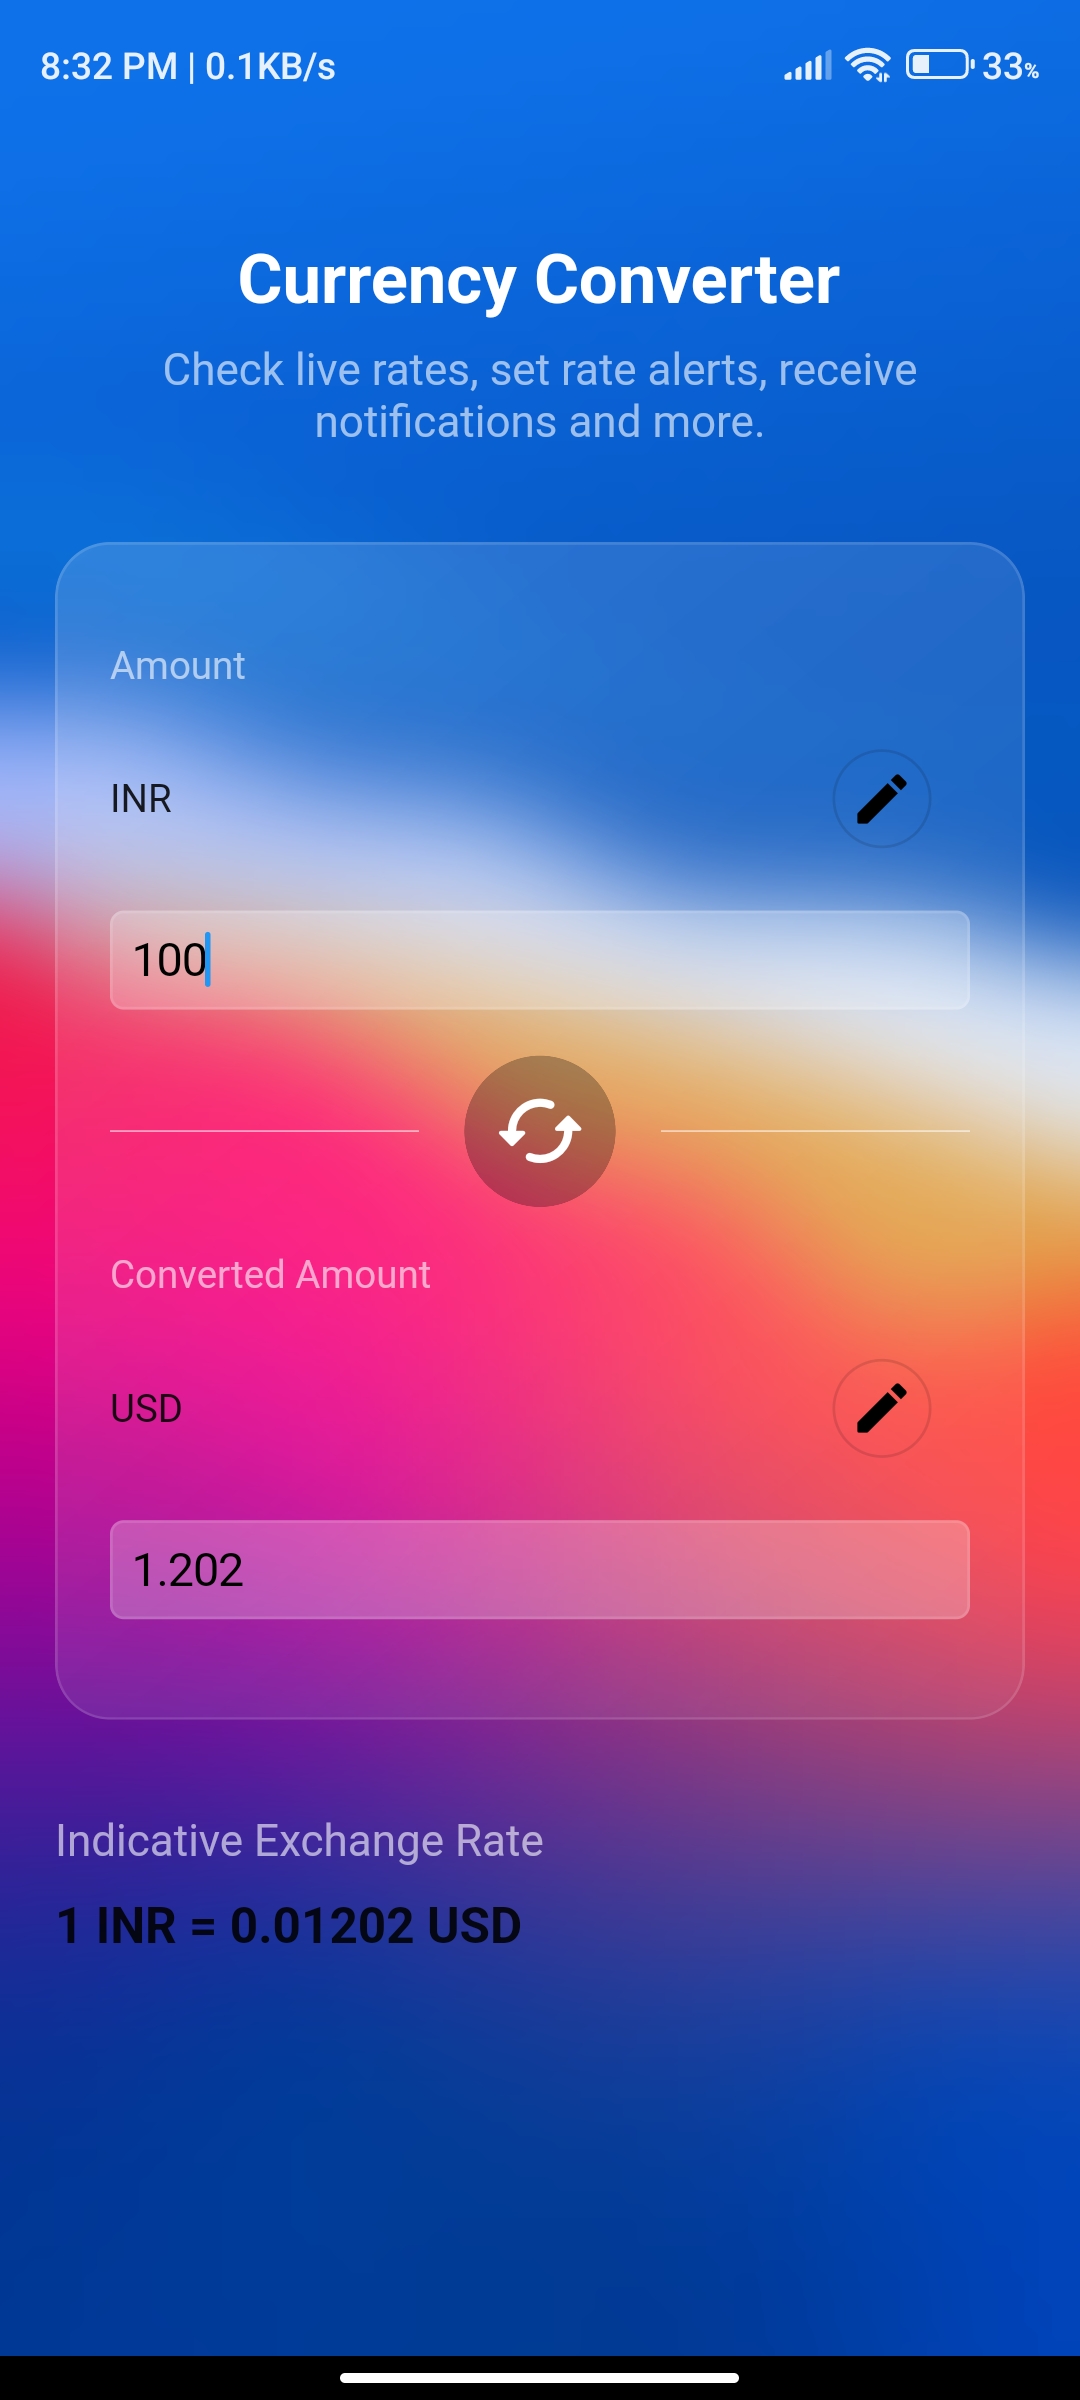 8:32 PM | 0.1KB/s
33%
Currency Converter
Check live rates, set rate alerts, receive
notifications and more.
Amount
INR
100
Converted Amount
USD
1.202
Indicative Exchange Rate
1 INR = 0.01202 USD